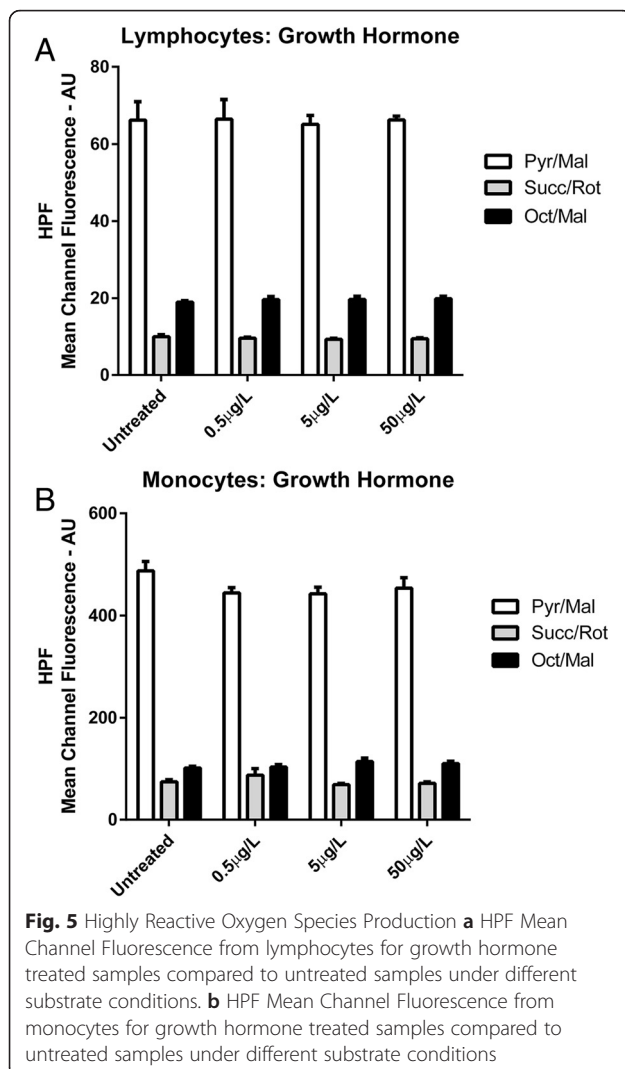 A
Lymphocytes: Growth Hormone
HPF
Mean Channel Fluorescence - AU
80
60
40
20
0
Untreated
0.5µg/L
5µg/L
50µg/L
Pyr/Mal
Succ/Rot
Oct/Mal
B
Monocytes: Growth Hormone
HPF
Mean Channel Fluorescence - AU
600
400
200
0
Untreated
0.5µg/L
5µg/L
50µg/L
Pyr/Mal
Succ/Rot
Oct/Mal
Fig. 5 Highly Reactive Oxygen Species Production a HPF Mean
Channel Fluorescence from lymphocytes for growth hormone
treated samples compared to untreated samples under different
substrate conditions. b HPF Mean Channel Fluorescence from
monocytes for growth hormone treated samples compared to
untreated samples under different substrate conditions